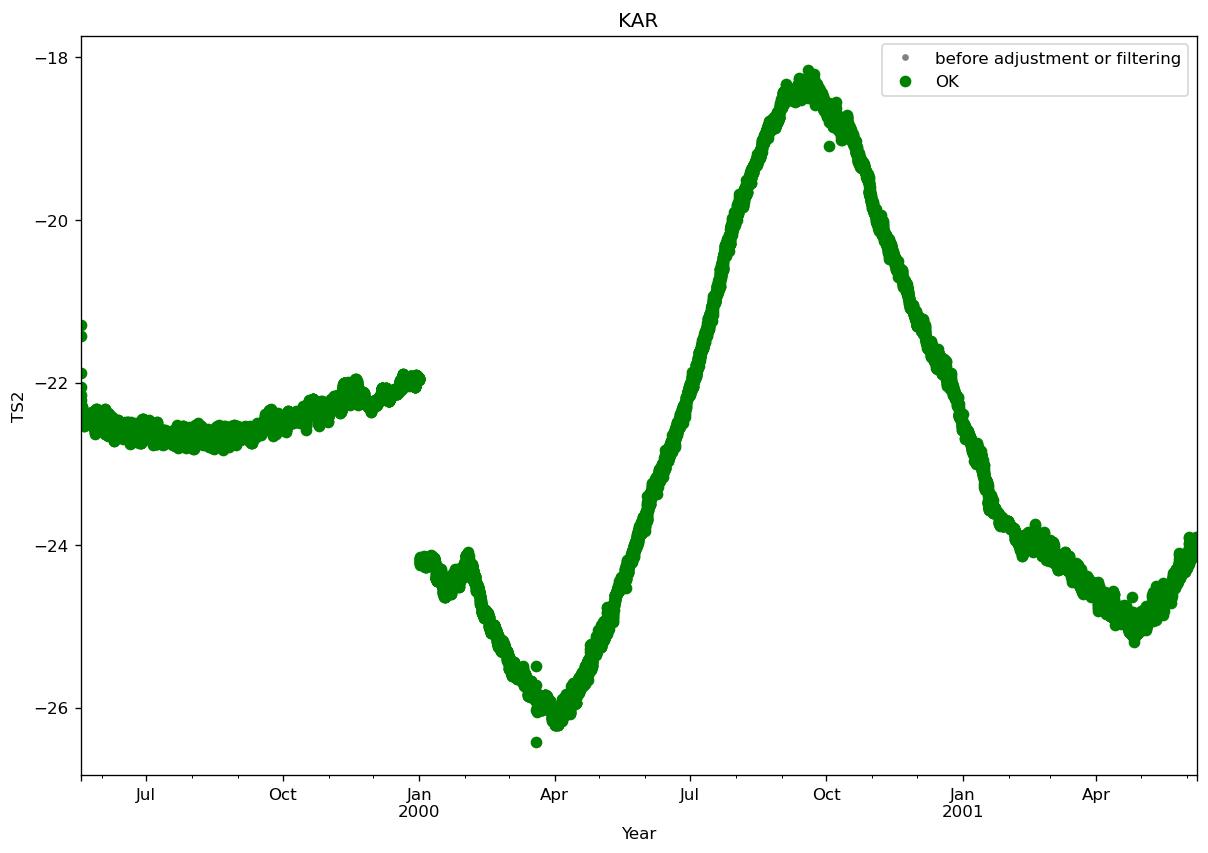 KAR
before adjustment or filtering
OK
−18
−20
−22
−24
−26
TS2
Jul
Oct
Jan
2000
Apr
Jul
Oct
Jan
2001
Apr
Year